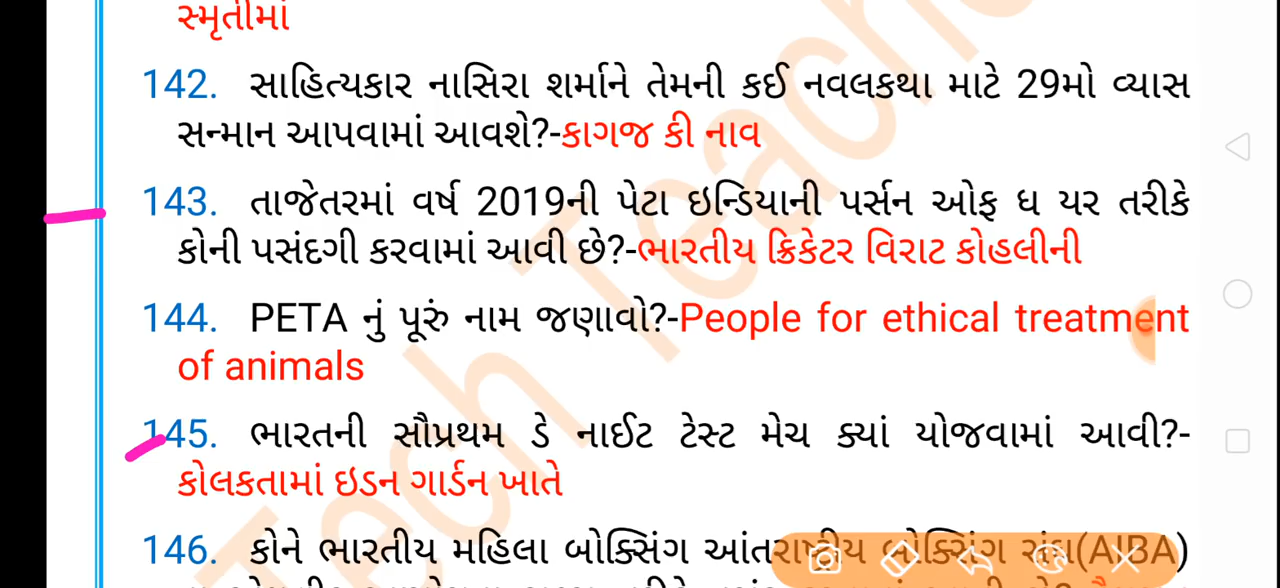 સ્મૃતીમાં
142. સાહિત્યકાર નાસિરા શર્માને તેમની કઈ નવલકથા માટે 29મો વ્યાસ
સન્માન આપવામાં આવશે?-કાગજ કી નાવ
143. તાજેતરમાં વર્ષ 2019ની પેટા ઇન્ડિયાની પર્સન ઓફ ધ યર તરીકે
કોની પસંદગી કરવામાં આવી છે?-ભારતીય ક્રિકેટર વિરાટ કોહલીની
144. PETA નું પૂરું નામ જણાવો?-People for ethical treatment
of animals
145. ભારતની સૌપ્રથમ ડે નાઈટ ટેસ્ટ મેચ ક્યાં યોજવામાં આવી?-
કોલકતામાં ઇડન ગાર્ડન ખાતે
146. કોને ભારતીય મહિલા બોક્સિંગ આંતરાષ્ટ્રીય બોક્સિંગ સંઘ(AIBA)
Tech Teach